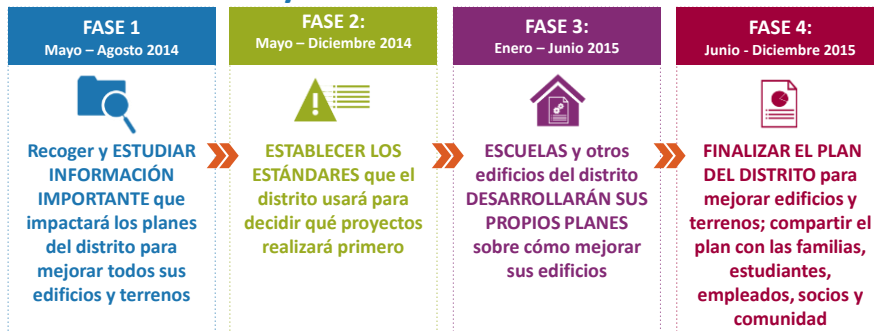 FASE 1
Mayo – Agosto 2014
Recoger y ESTUDIAR
INFORMACIÓN
IMPORTANTE que
impactará los planes
del distrito para
mejorar todos sus
edificios y terrenos
FASE 2:
Mayo – Diciembre 2014
ESTABLECER LOS
ESTÁNDARES que el
distrito usará para
decidir qué proyectos
realizará primero
FASE 3:
Enero – Junio 2015
ESCUELAS y otros
edificios del distrito
DESARROLLARÁN SUS
PROPIOS PLANES
sobre cómo mejorar
sus edificios
FASE 4:
Junio - Diciembre 2015
FINALIZAR EL PLAN
DEL DISTRITO para
mejorar edificios y
terrenos; compartir el
plan con las familias,
estudiantes,
empleados, socios y
comunidad